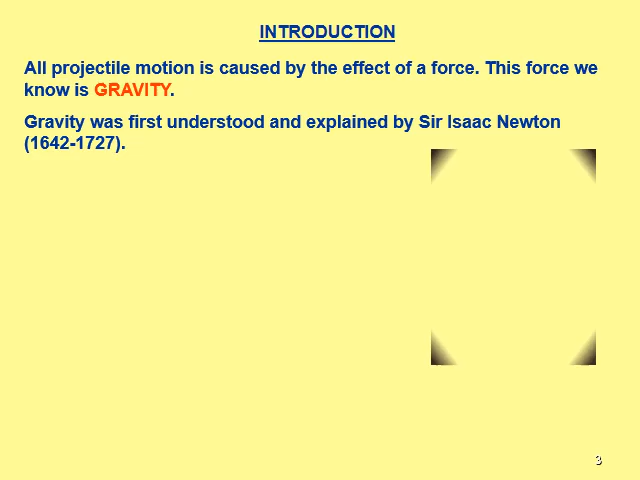 INTRODUCTION
All projectile motion is caused by the effect of a force. This force we
know is GRAVITY.
Gravity was first understood and explained by Sir Isaac Newton
(1642-1727).
3